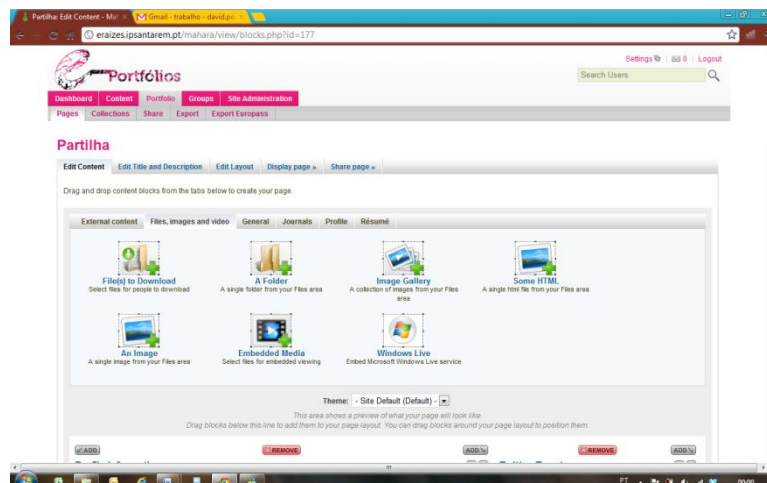 Partilha: Edit Content - Mah
Gmail - trabalho - david.pe
eraizes.ipsantarem.pt/mahara/view/blocks.php?id=177
Settings | 0 | Logout
Portfólios
Search Users
Dashboard Content Portfolio Groups Site Administration
Pages Collections Share Export Export Europass
Partilha
Edit Content Edit Title and Description Edit Layout Display page » Share page »
Drag and drop content blocks from the tabs below to create your page.
External content Files, images and video General Journals Profile Résumé
File(s) to Download
Select files for people to download
A Folder
A single folder from your Files area
Image Gallery
A collection of images from your Files
area
Some HTML
A single html file from your Files area
An Image
A single image from your Files area
Embedded Media
Select files for embedded viewing
Windows Live
Embed Microsoft Windows Live service
Theme: - Site Default (Default) -
This area shows a preview of what your page will look like.
Drag blocks below this line to add them to your page layout. You can drag blocks around your page layout to position them.
ADD REMOVE ADD REMOVE ADD
PT 00:00